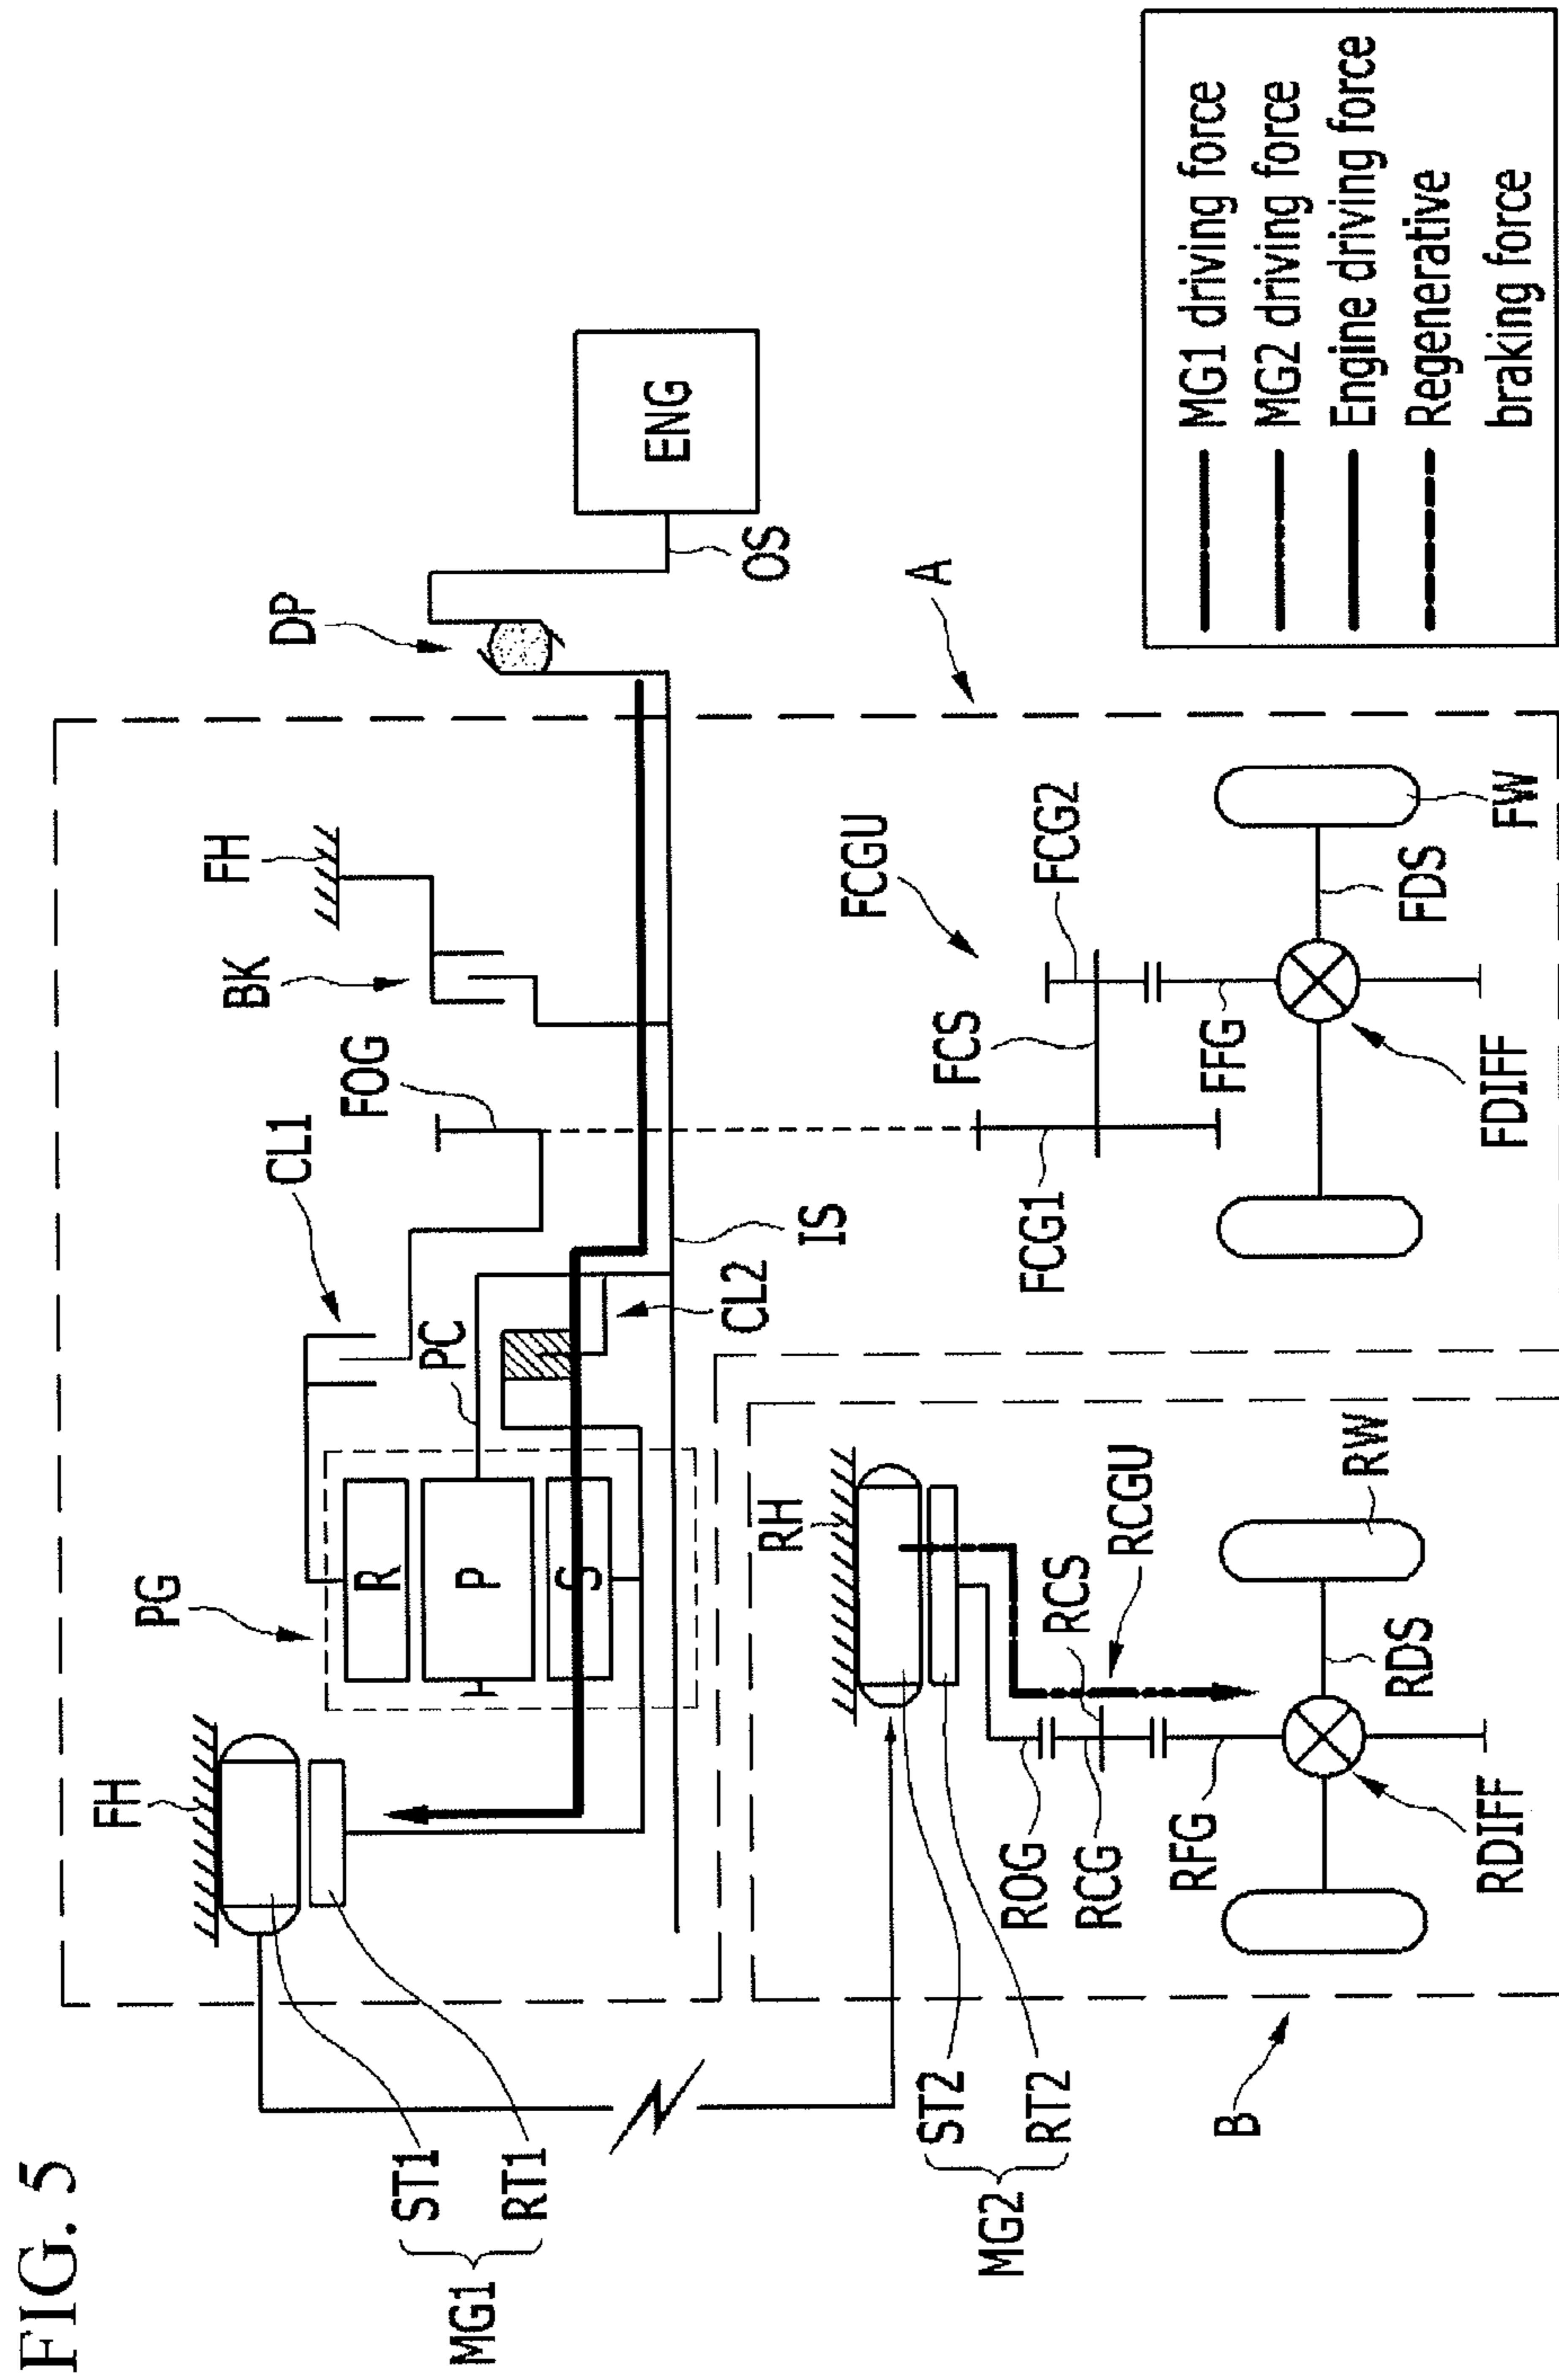 FIG. 5
MG1
ST1
RT1
FH
PG
R
P
S
PC
CL1
CL2
FOG
BK
FH
IS
DP
OS
ENG
A
MG2
ST2
RT2
RH
ROG
RCG
RCS
RCGU
RFG
RDIFF
RDS
RW
B
FCGU
FCG1
FCS
FCG2
FFG
FDIFF
FDS
FW
MG1 driving force
MG2 driving force
Engine driving force
Regenerative
braking force